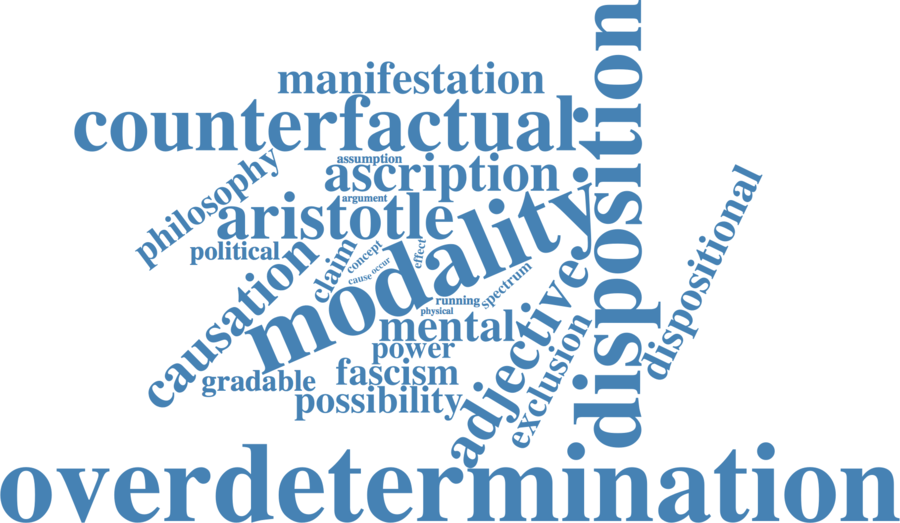 manifestation
counterfactual
disposition
assumption
ascription
philosophy
argument
aristotle
modality
dispositional
political
claim
concept
effect
occur
cause
causation
spectrum
running
physical
mental
adjective
power
exclusion
gradable
fascism
possibility
overdetermination